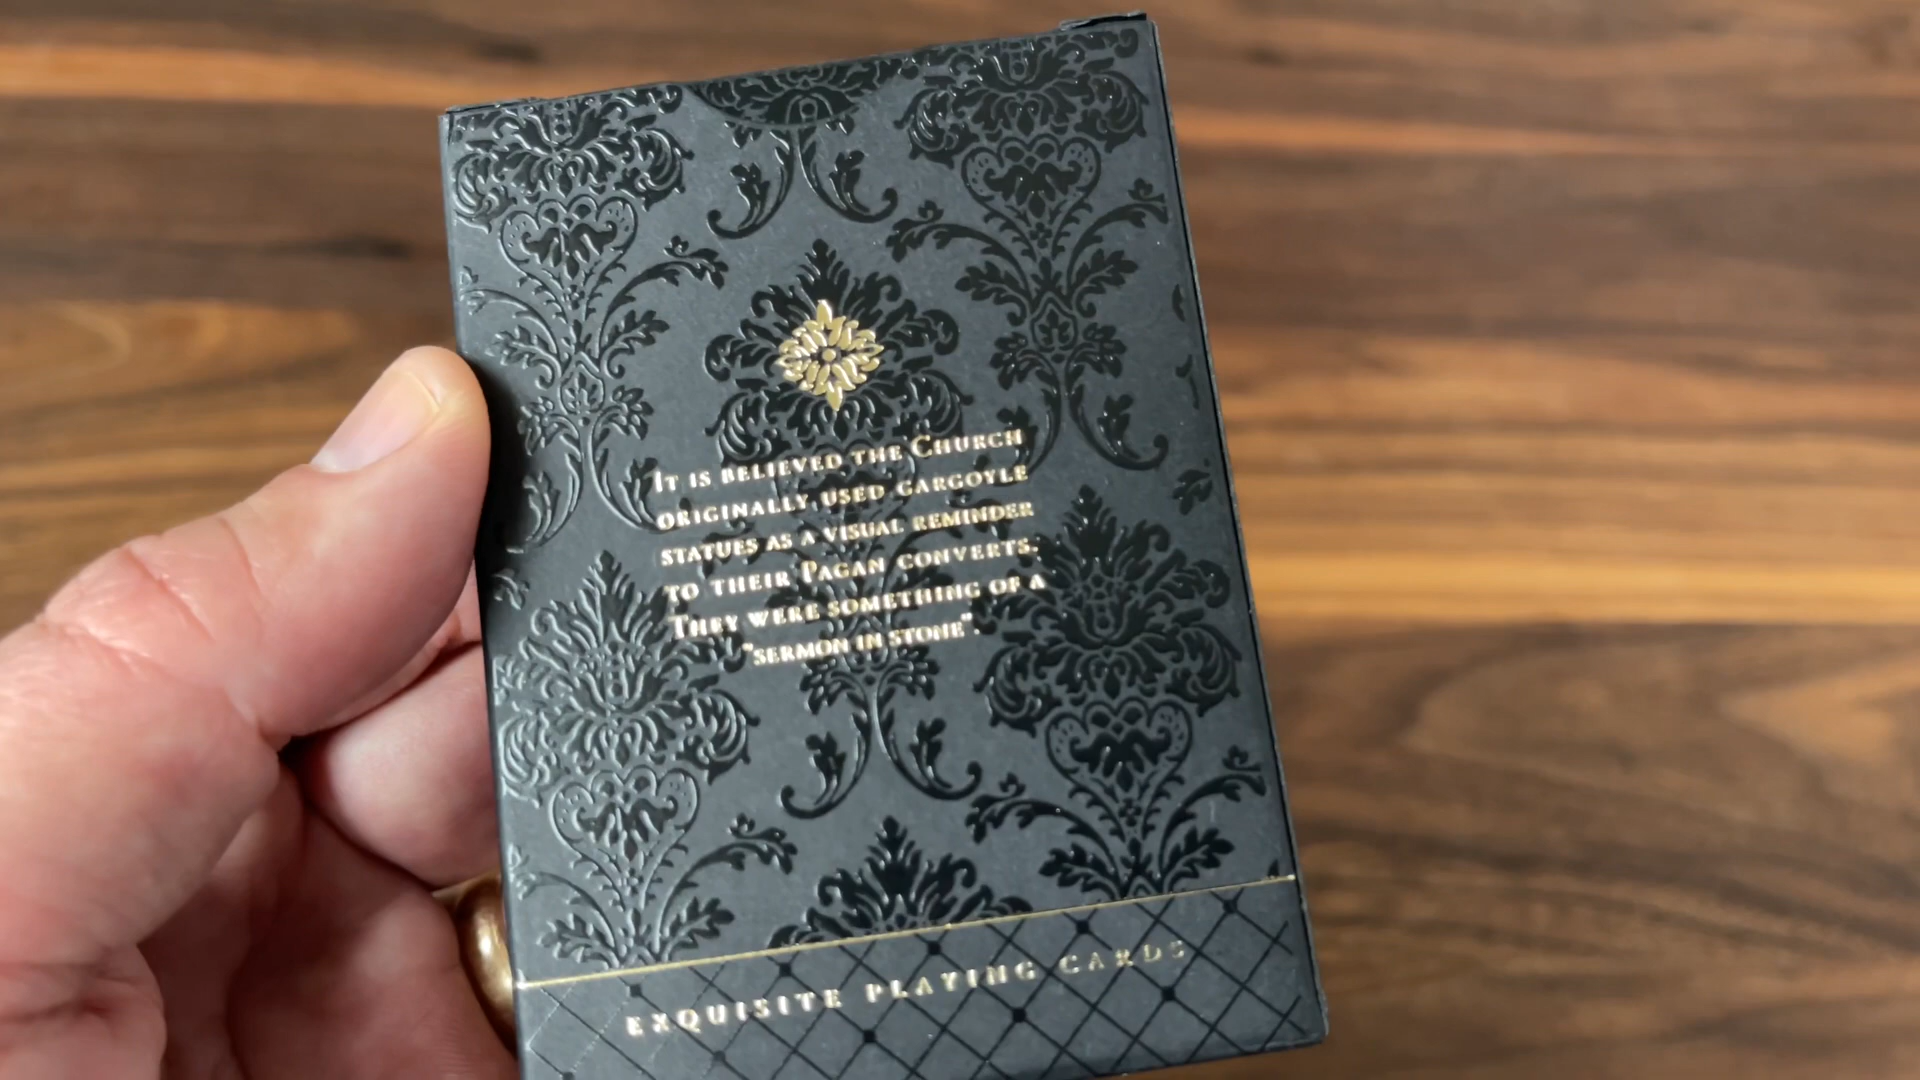 It is believed the Church
originally used gargoyle
statues as a visual reminder
to their Pagan converts.
They were something of a
"sermon in stone".
EXQUISITE PLAYING CARDS